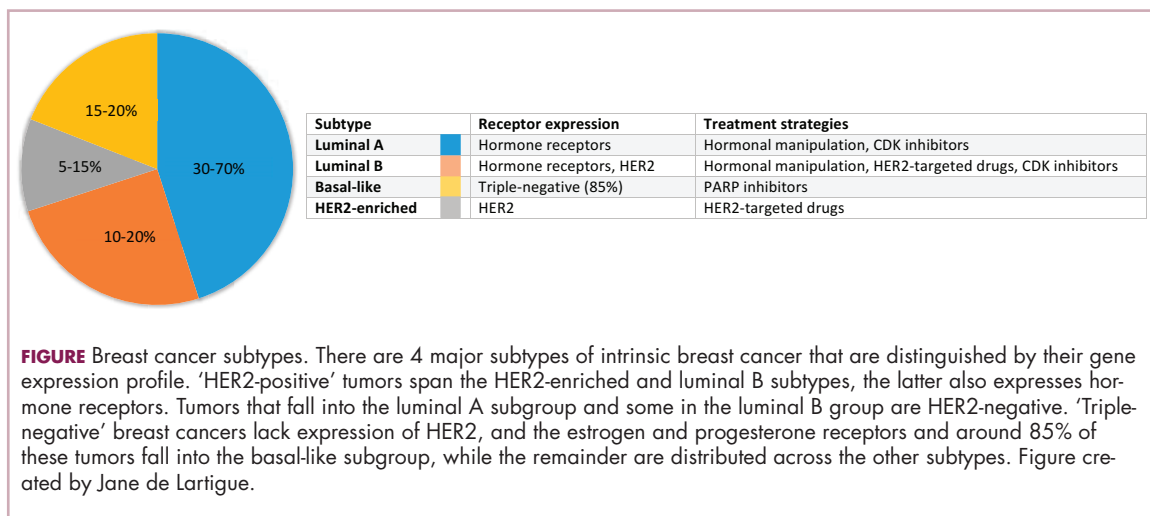 15-20%
5-15%
30-70%
10-20%
Subtype Receptor expression Treatment strategies
Luminal A Hormone receptors Hormonal manipulation, CDK inhibitors
Luminal B Hormone receptors, HER2 Hormonal manipulation, HER2-targeted drugs, CDK inhibitors
Basal-like Triple-negative (85%) PARP inhibitors
HER2-enriched HER2 HER2-targeted drugs
FIGURE Breast cancer subtypes. There are 4 major subtypes of intrinsic breast cancer that are distinguished by their gene
expression profile. ‘HER2-positive’ tumors span the HER2-enriched and luminal B subtypes, the latter also expresses hor-
mone receptors. Tumors that fall into the luminal A subgroup and some in the luminal B group are HER2-negative. ‘Triple-
negative’ breast cancers lack expression of HER2, and the estrogen and progesterone receptors and around 85% of
these tumors fall into the basal-like subgroup, while the remainder are distributed across the other subtypes. Figure cre-
ated by Jane de Lartigue.